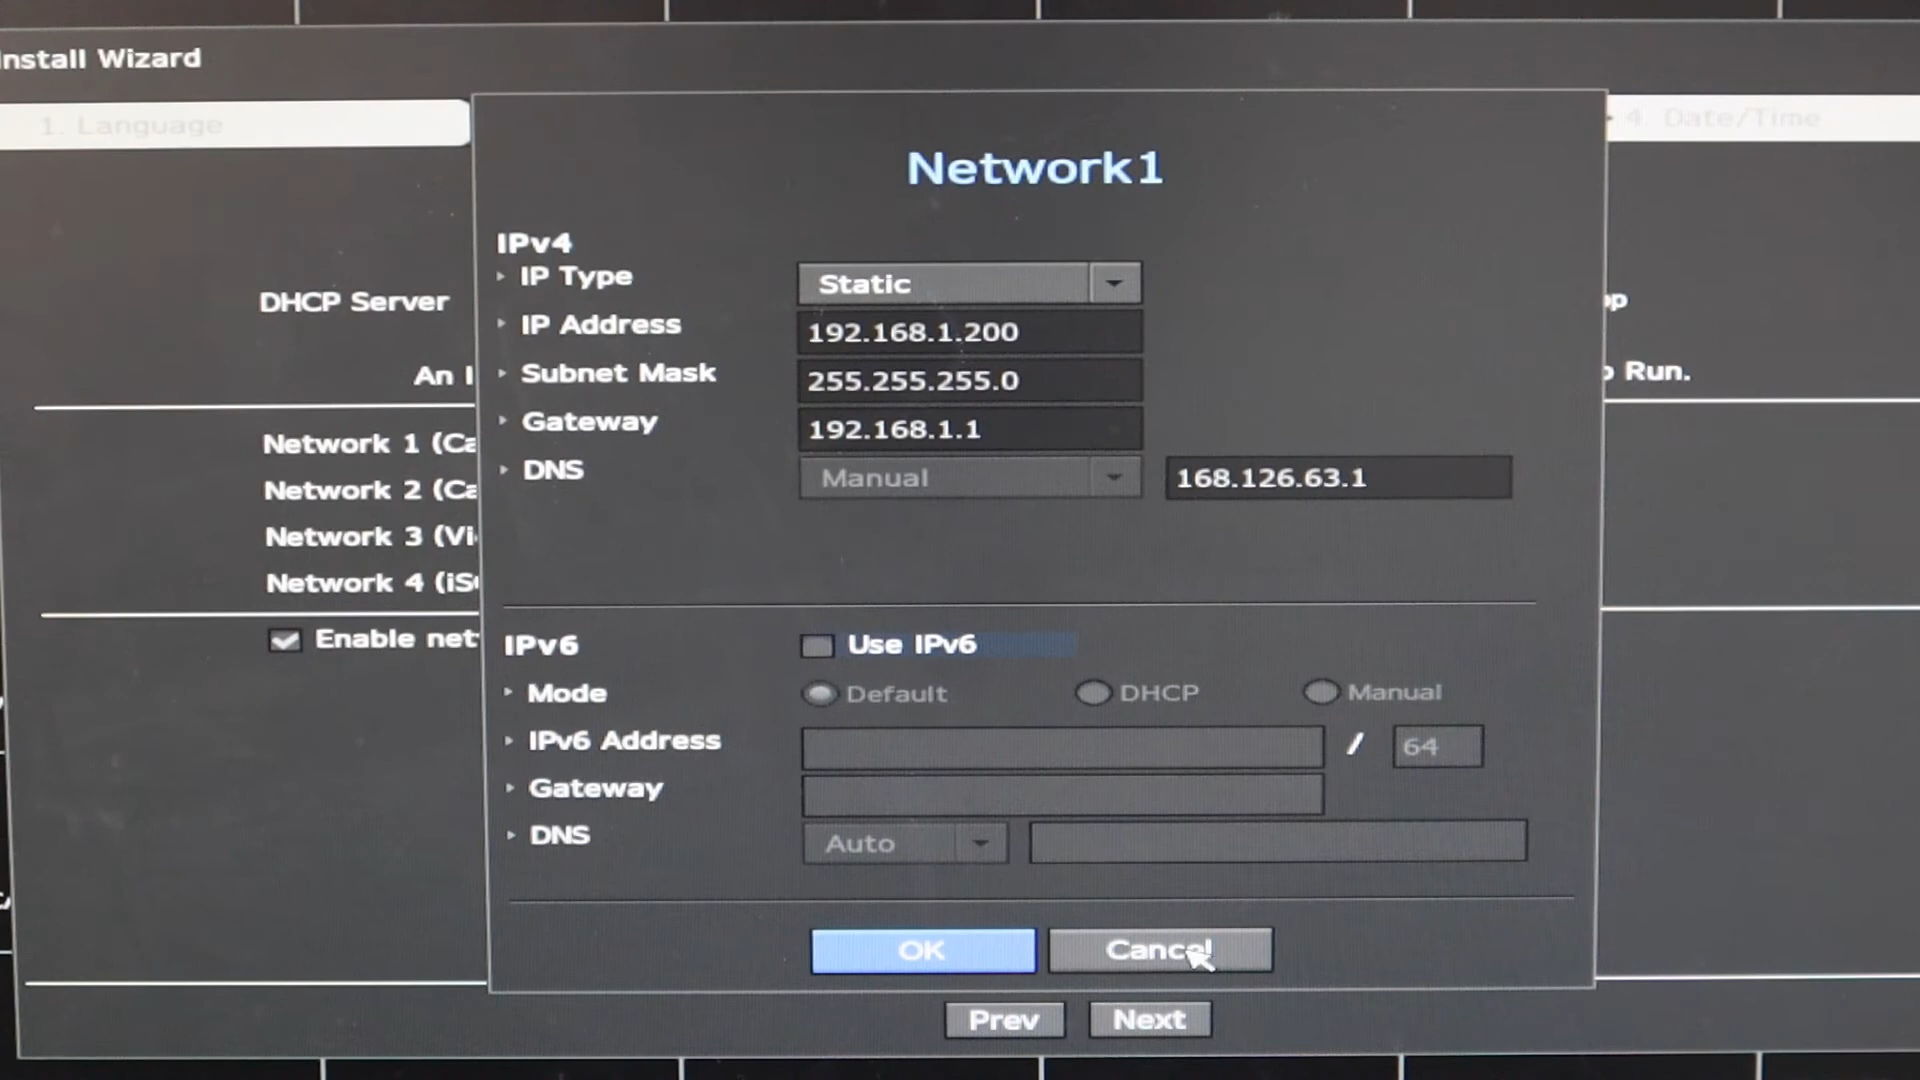 Install Wizard
1. Language
4. Date/Time
Network1
IPv4
IP Type Static
DHCP Server
IP Address 192.168.1.200
Subnet Mask 255.255.255.0
An
Run.
Gateway 192.168.1.1
Network 1 (Ca
DNS Manual 168.126.63.1
Network 2 (Ca
Network 3 (Vi
Network 4 (iS
Enable net
IPv6 Use IPv6
Mode Default DHCP Manual
IPv6 Address / 64
Gateway
DNS Auto
OK Cancel
Prev Next